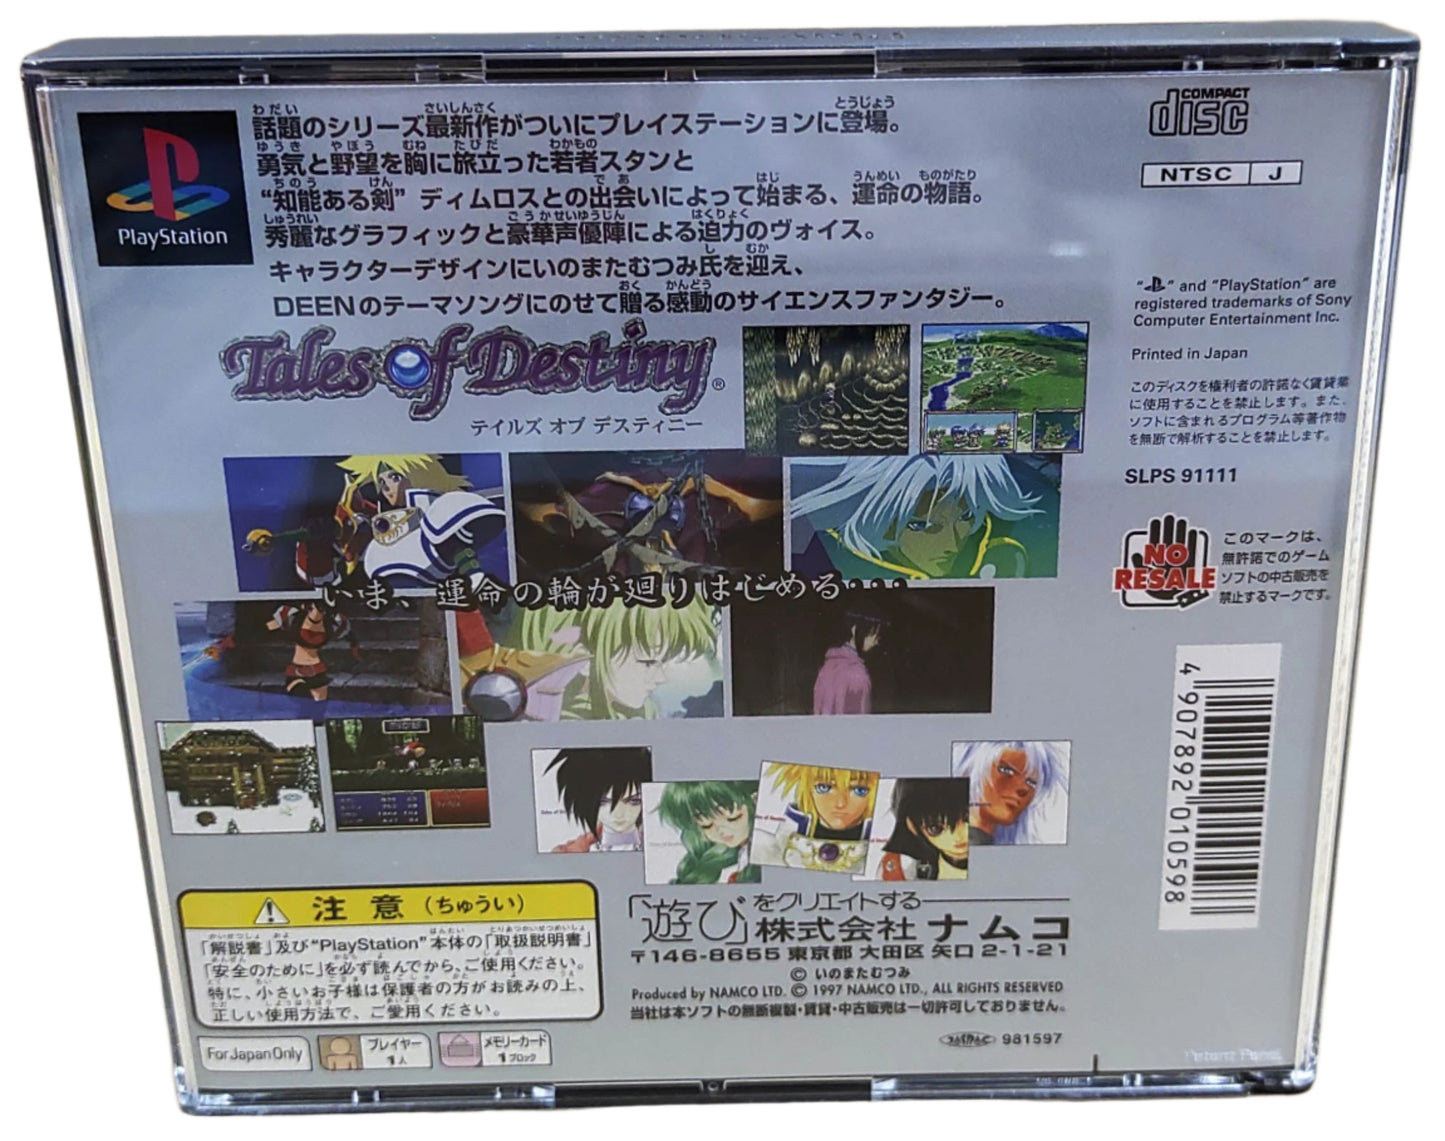 PlayStation
話題のシリーズ最新作がついにプレイステーションに登場。
勇気と野望を胸に旅立った若者スタンと
“知能ある剣” ディムロスとの出会いによって始まる、運命の物語。
秀麗なグラフィックと豪華声優陣による迫力のヴォイス。
キャラクターデザインにいのまたむつみ氏を迎え、
DEENのテーマソングにのせて贈る感動のサイエンスファンタジー。
Tales of Destiny®
テイルズ オブ デスティニー
いま、運命の輪が廻りはじめる…
COMPACT
disc
NTSC J
“ ” and “PlayStation” are
registered trademarks of Sony
Computer Entertainment Inc.
Printed in Japan
このディスクを権利者の許諾なく賃貸業
に使用することを禁止します。また、
ソフトに含まれるプログラム等著作物
を無断で解析することを禁止します。
SLPS 91111
NO
RESALE
このマークは、
無許諾でのゲーム
ソフトの中古販売を
禁止するマークです。
4 907892 010598
注意(ちゅうい)
「解説書」及び“PlayStation”本体の「取扱説明書」
「安全のために」を必ず読んでから、ご使用ください。
特に、小さいお子様は保護者の方がお読みの上、
正しい使用方法で、ご愛用ください。
For Japan Only
プレイヤー
1人
メモリーカード
1ブロック
「遊び」をクリエイトする
株式会社ナムコ
〒146-8655 東京都 大田区 矢口 2-1-21
© いのまたむつみ
Produced by NAMCO LTD. © 1997 NAMCO LTD., ALL RIGHTS RESERVED
当社は本ソフトの無断複製・賃貸・中古販売は一切許可しておりません。
981597
Patent Pend.